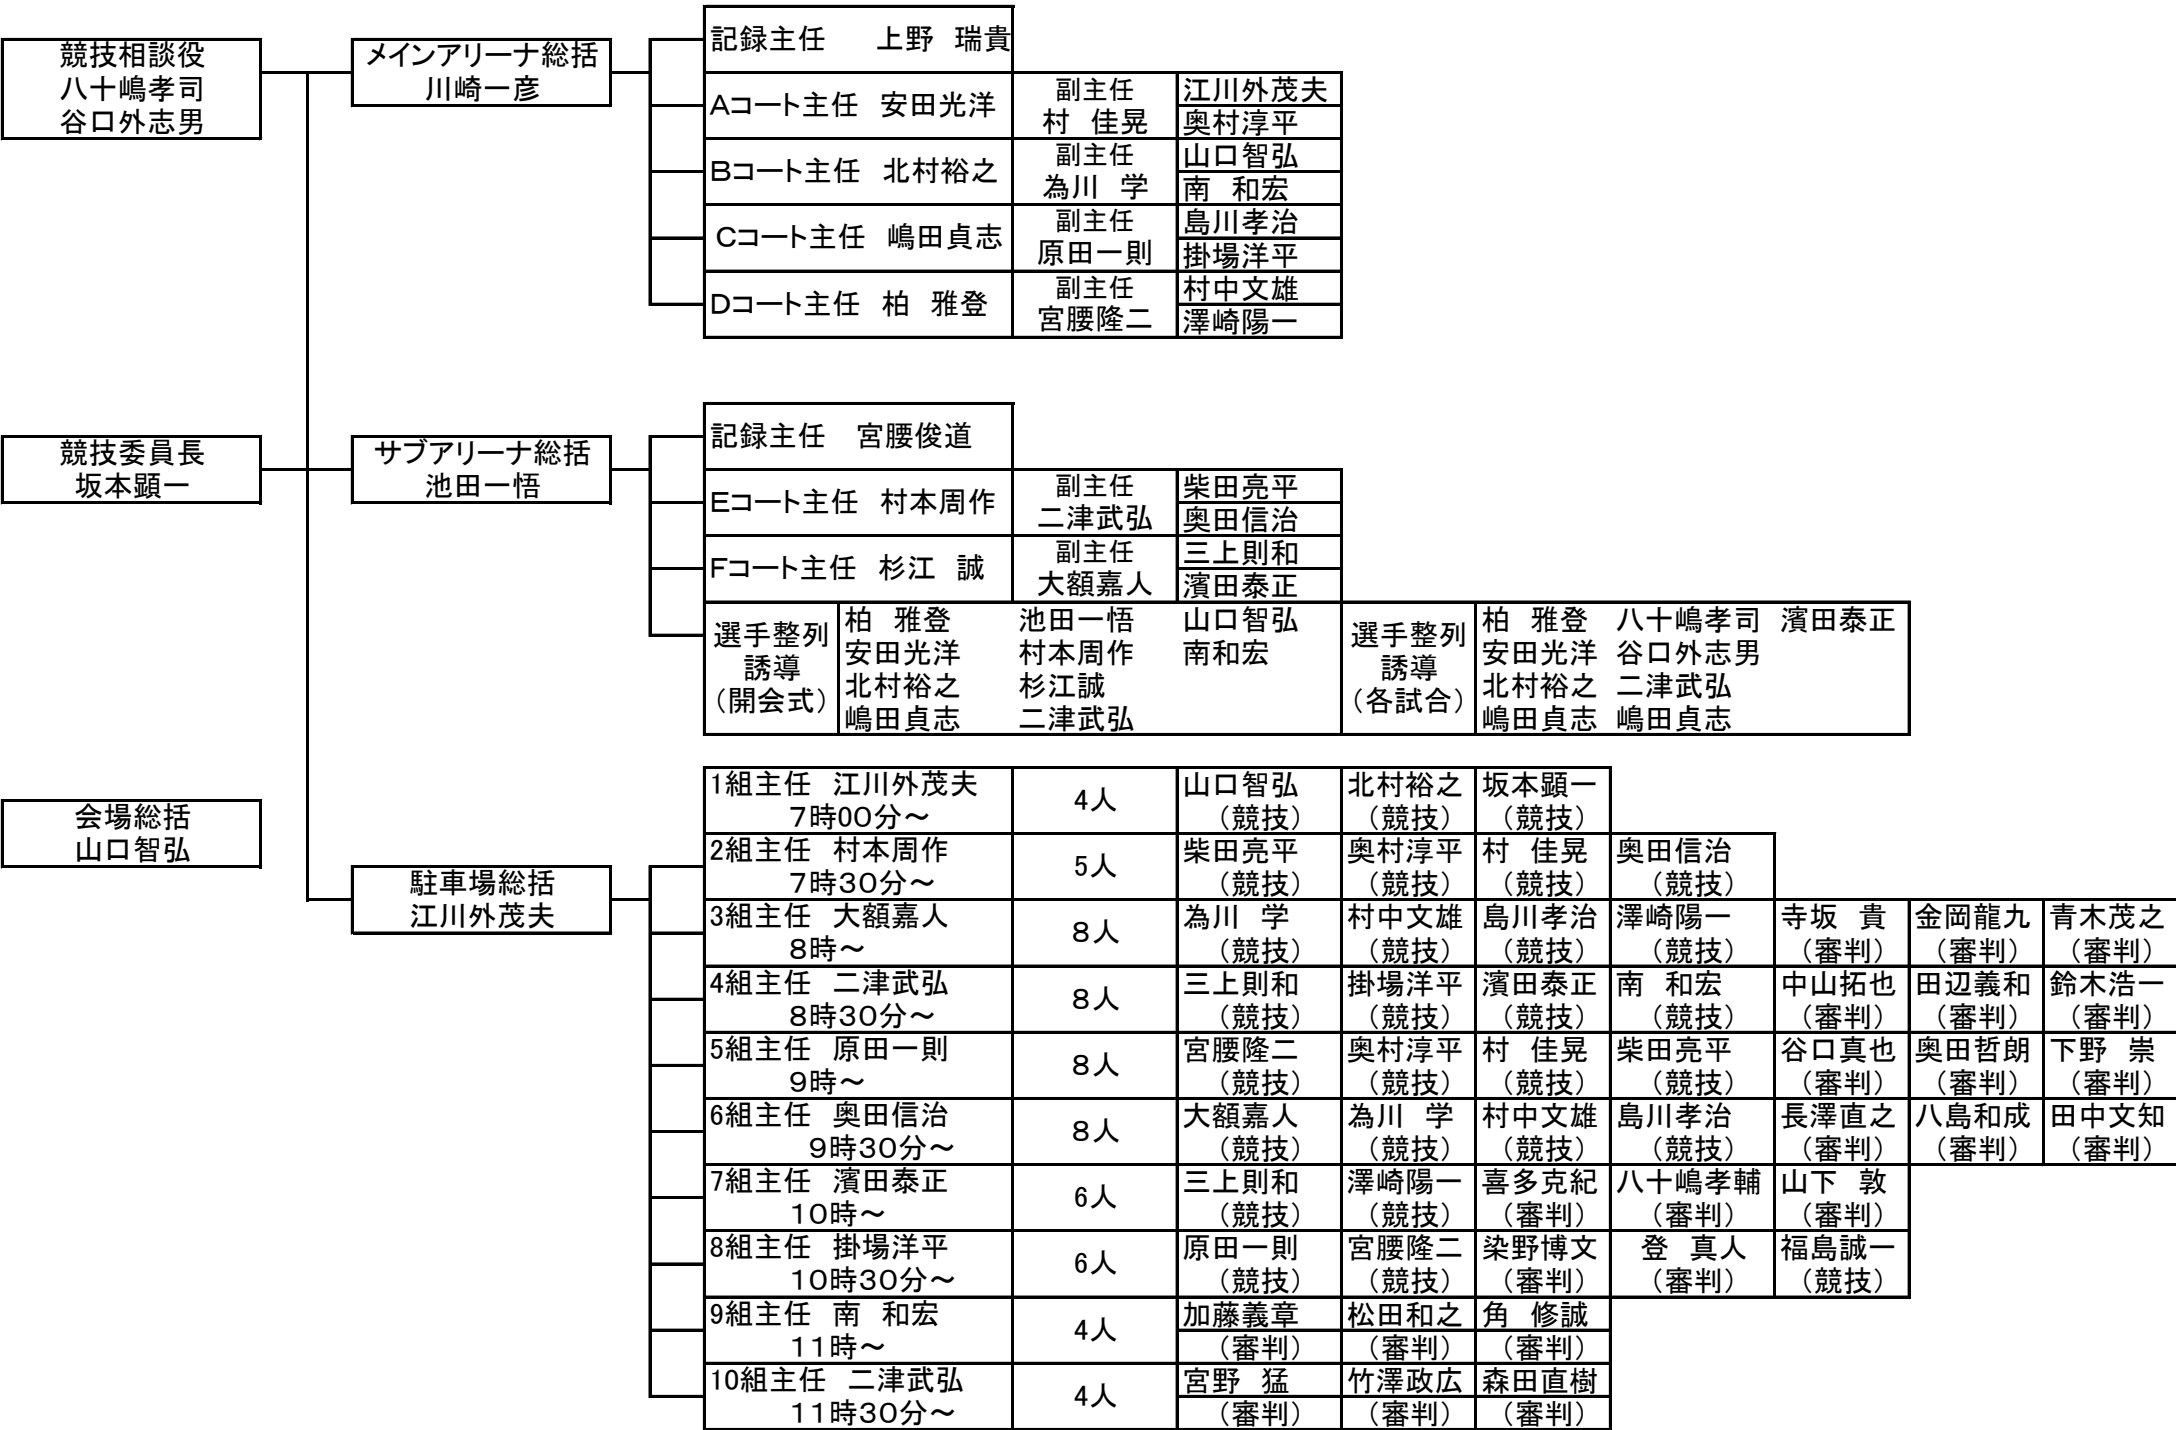 競技相談役
八十嶋孝司
谷口外志男
メインアリーナ総括
川崎一彦
記録主任 上野 瑞貴
Aコート主任 安田光洋
副主任
村 佳晃
江川外茂夫
奥村淳平
Bコート主任 北村裕之
副主任
為川 学
山口智弘
南 和宏
Cコート主任 嶋田貞志
副主任
原田一則
島川孝治
掛場洋平
Dコート主任 柏 雅登
副主任
宮腰隆二
村中文雄
澤崎陽一
競技委員長
坂本顕一
サブアリーナ総括
池田一悟
記録主任 宮腰俊道
Eコート主任 村本周作
副主任
二津武弘
柴田亮平
奥田信治
Fコート主任 杉江 誠
副主任
大額嘉人
三上則和
濱田泰正
選手整列
誘導
(開会式)
柏 雅登 池田一悟 山口智弘
安田光洋 村本周作 南和宏
北村裕之 杉江誠
嶋田貞志 二津武弘
選手整列
誘導
(各試合)
柏 雅登 八十嶋孝司 濱田泰正
安田光洋 谷口外志男
北村裕之 二津武弘
嶋田貞志 嶋田貞志
会場総括
山口智弘
駐車場総括
江川外茂夫
1組主任 江川外茂夫 4人 山口智弘 北村裕之 坂本顕一
7時00分～ (競技) (競技) (競技)
2組主任 村本周作 5人 柴田亮平 奥村淳平 村 佳晃 奥田信治
7時30分～ (競技) (競技) (競技) (競技)
3組主任 大額嘉人 8人 為川 学 村中文雄 島川孝治 澤崎陽一 寺坂 貴 金岡龍九 青木茂之
8時～ (競技) (競技) (競技) (競技) (審判) (審判) (審判)
4組主任 二津武弘 8人 三上則和 掛場洋平 濱田泰正 南 和宏 中山拓也 田辺義和 鈴木浩一
8時30分～ (競技) (競技) (競技) (競技) (審判) (審判) (審判)
5組主任 原田一則 8人 宮腰隆二 奥村淳平 村 佳晃 柴田亮平 谷口真也 奥田哲朗 下野 崇
9時～ (競技) (競技) (競技) (競技) (審判) (審判) (審判)
6組主任 奥田信治 8人 大額嘉人 為川 学 村中文雄 島川孝治 長澤直之 八島和成 田中文知
9時30分～ (競技) (競技) (競技) (競技) (審判) (審判) (審判)
7組主任 濱田泰正 6人 三上則和 澤崎陽一 喜多克紀 八十嶋孝輔 山下 敦
10時～ (競技) (競技) (審判) (審判) (審判)
8組主任 掛場洋平 6人 原田一則 宮腰隆二 染野博文 登 真人 福島誠一
10時30分～ (競技) (競技) (審判) (審判) (競技)
9組主任 南 和宏 4人 加藤義章 松田和之 角 修誠
11時～ (審判) (審判) (審判)
10組主任 二津武弘 4人 宮野 猛 竹澤政広 森田直樹
11時30分～ (審判) (審判) (審判)